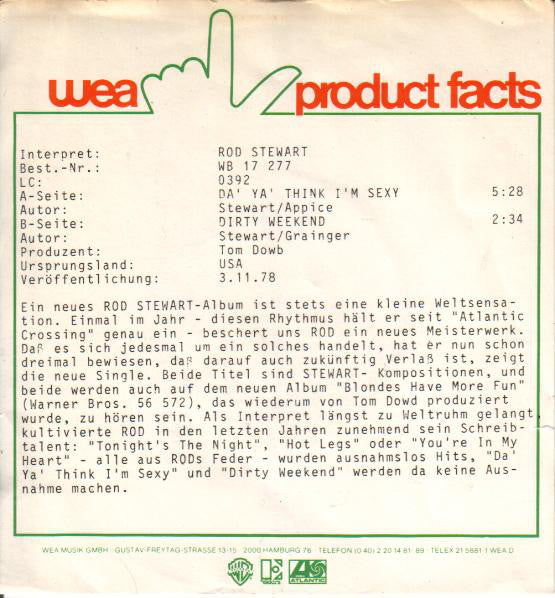 wea product facts
Interpret: ROD STEWART
Best.-Nr.: WB 17 277
LC: 0392
A-Seite: DA' YA' THINK I'M SEXY 5:28
Autor: Stewart/Appice
B-Seite: DIRTY WEEKEND 2:34
Autor: Stewart/Grainger
Produzent: Tom Dowb
Ursprungsland: USA
Veröffentlichung: 3.11.78
Ein neues ROD STEWART-Album ist stets eine kleine Weltsensa-
tion. Einmal im Jahr - diesen Rhythmus hält er seit "Atlantic
Crossing" genau ein - beschert uns ROD ein neues Meisterwerk.
Daß es sich jedesmal um ein solches handelt, hat er nun schon
dreimal bewiesen, daß darauf auch zukünftig Verlaß ist, zeigt
die neue Single. Beide Titel sind STEWART- Kompositionen, und
beide werden auch auf dem neuen Album "Blondes Have More Fun"
(Warner Bros. 56 572), das wiederum von Tom Dowd produziert
wurde, zu hören sein. Als Interpret längst zu Weltruhm gelangt,
kultivierte ROD in den letzten Jahren zunehmend sein Schreib-
talent: "Tonight's The Night", "Hot Legs" oder "You're In My
Heart" - alle aus RODs Feder - wurden ausnahmslos Hits, "Da'
Ya' Think I'm Sexy" und "Dirty Weekend" werden da keine Aus-
nahme machen.
WEA MUSIK GMBH · GUSTAV-FREYTAG-STRASSE 13-15 · 2000 HAMBURG 76 · TELEFON (0 40) 2 20 14 81-89 · TELEX 21 5881-1 WEA D
ATLANTIC